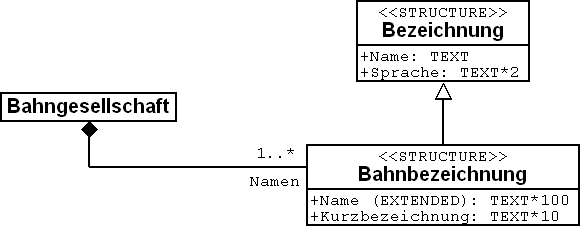 <<STRUCTURE>>
Bezeichnung
+Name: TEXT
+Sprache: TEXT*2
Bahngesellschaft
1..*
Namen
<<STRUCTURE>>
Bahnbezeichnung
+Name (EXTENDED): TEXT*100
+Kurzbezeichnung: TEXT*10